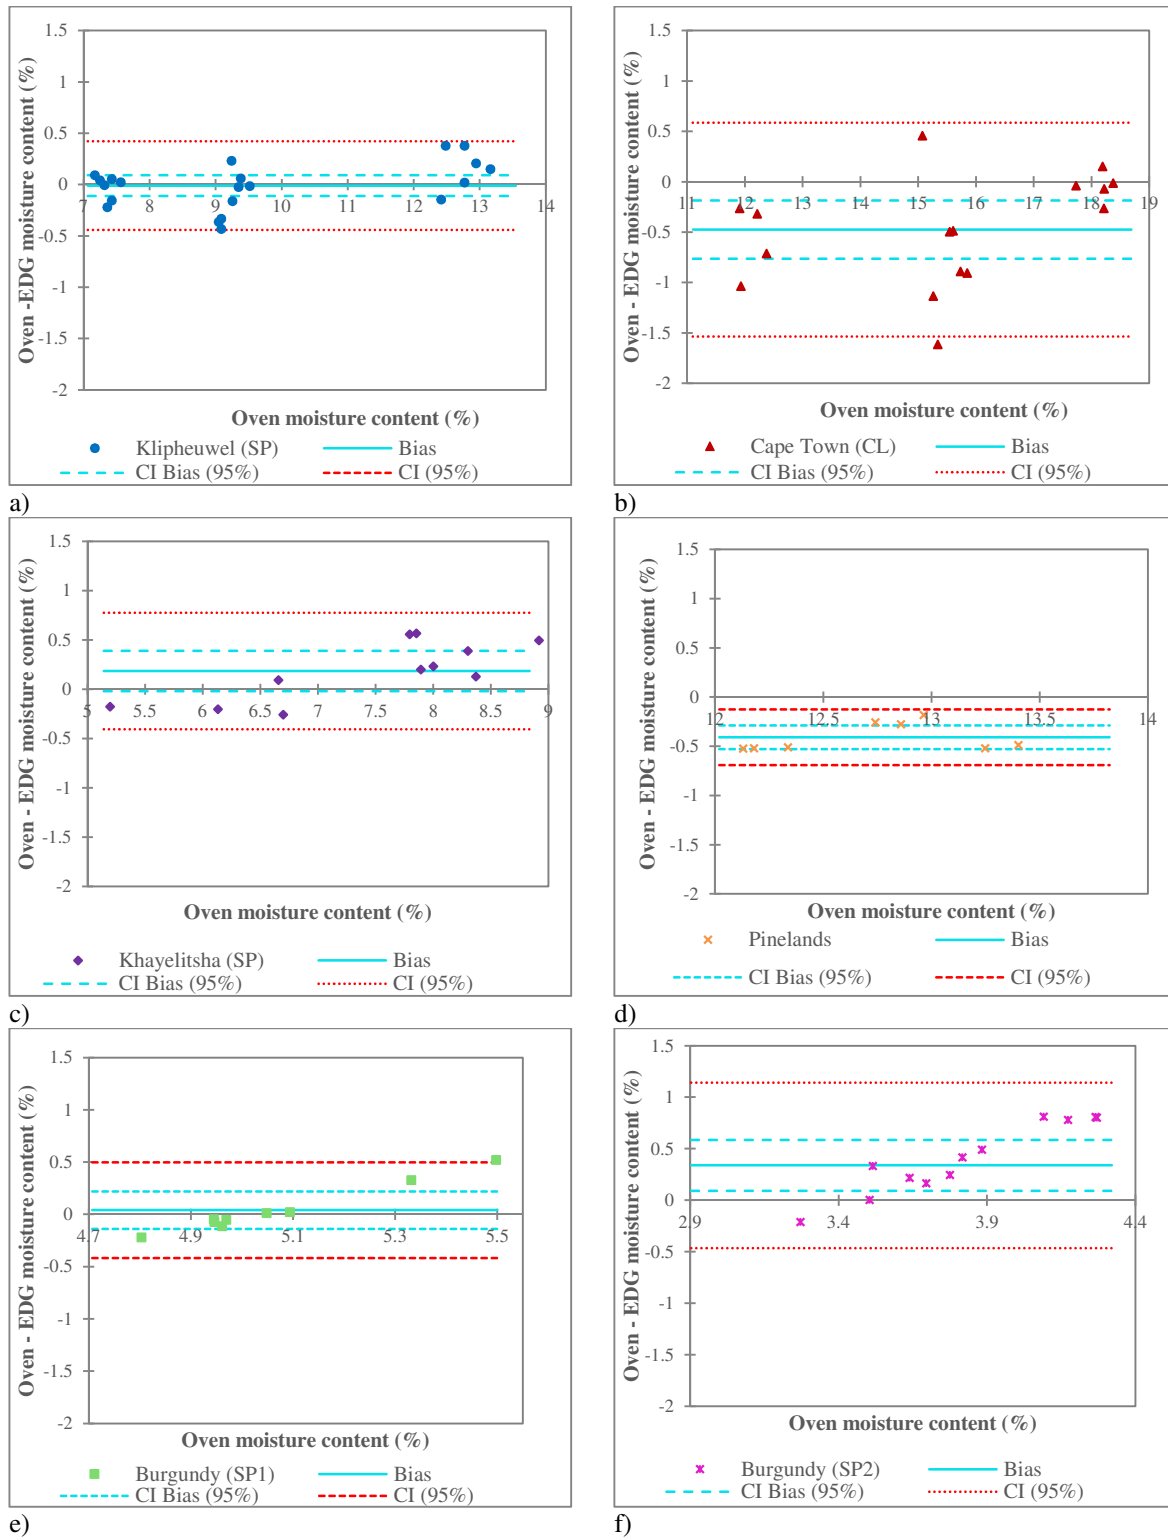 1.5
1
0.5
0
-0.5
-1
-1.5
-2
7 8 9 10 11 12 13 14
Oven -EDG moisture content (%)
Oven moisture content (%)
Klipheuwel (SP) Bias
CI Bias (95%) CI (95%)
a)
1.5
1
0.5
0
-0.5
-1
-1.5
-2
11 12 13 14 15 16 17 18 19
Oven - EDG moisture content (%)
Oven moisture content (%)
Cape Town (CL) Bias
CI Bias (95%) CI (95%)
b)
1.5
1
0.5
0
-0.5
-1
-1.5
-2
5 5.5 6 6.5 7 7.5 8 8.5 9
Oven - EDG moisture content (%)
Oven moisture content (%)
Khayelitsha (SP) Bias
CI Bias (95%) CI (95%)
c)
1.5
1
0.5
0
-0.5
-1
-1.5
-2
12 12.5 13 13.5 14
Oven - EDG moisture content (%)
Oven moisture content (%)
Pinelands Bias
CI Bias (95%) CI (95%)
d)
1.5
1
0.5
0
-0.5
-1
-1.5
-2
4.7 4.9 5.1 5.3 5.5
Oven - EDG moisture content (%)
Oven moisture content (%)
Burgundy (SP1) Bias
CI Bias (95%) CI (95%)
e)
1.5
1
0.5
0
-0.5
-1
-1.5
-2
2.9 3.4 3.9 4.4
Oven - EDG moisture content (%)
Oven moisture content (%)
Burgundy (SP2) Bias
CI Bias (95%) CI (95%)
f)